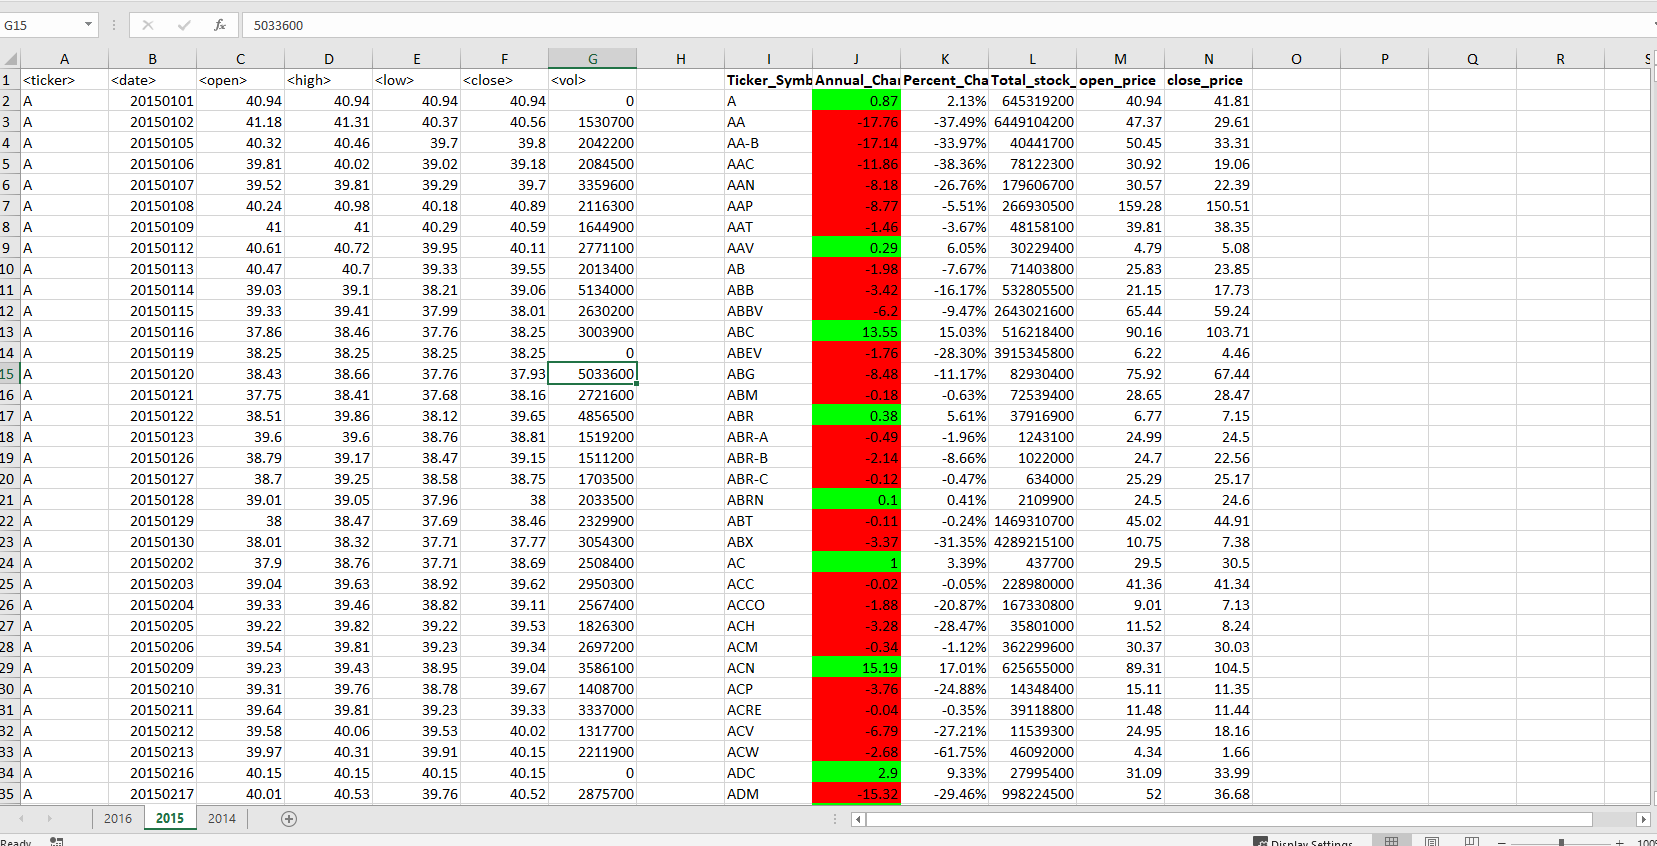 G15 fx 5033600
A B C D E F G H I J K L M N O P Q R S
1 <ticker> <date> <open> <high> <low> <close> <vol> Ticker_Symb Annual_Cha Percent_Cha Total_stock_ open_price close_price
2 A 20150101 40.94 40.94 40.94 40.94 0 A 0.87 2.13% 645319200 40.94 41.81
3 A 20150102 41.18 41.31 40.37 40.56 1530700 AA -17.76 -37.49% 6449104200 47.37 29.61
4 A 20150105 40.32 40.46 39.7 39.8 2042200 AA-B -17.14 -33.97% 40441700 50.45 33.31
5 A 20150106 39.81 40.02 39.02 39.18 2084500 AAC -11.86 -38.36% 78122300 30.92 19.06
6 A 20150107 39.52 39.81 39.29 39.7 3359600 AAN -8.18 -26.76% 179606700 30.57 22.39
7 A 20150108 40.24 40.98 40.18 40.89 2116300 AAP -8.77 -5.51% 266930500 159.28 150.51
8 A 20150109 41 41 40.29 40.59 1644900 AAT -1.46 -3.67% 48158100 39.81 38.35
9 A 20150112 40.61 40.72 39.95 40.11 2771100 AAV 0.29 6.05% 30229400 4.79 5.08
10 A 20150113 40.47 40.7 39.33 39.55 2013400 AB -1.98 -7.67% 71403800 25.83 23.85
11 A 20150114 39.03 39.1 38.21 39.06 5134000 ABB -3.42 -16.17% 532805500 21.15 17.73
12 A 20150115 39.33 39.41 37.99 38.01 2630200 ABBV -6.2 -9.47% 2643021600 65.44 59.24
13 A 20150116 37.86 38.46 37.76 38.25 3003900 ABC 13.55 15.03% 516218400 90.16 103.71
14 A 20150119 38.25 38.25 38.25 38.25 0 ABEV -1.76 -28.30% 3915345800 6.22 4.46
15 A 20150120 38.43 38.66 37.76 37.93 5033600 ABG -8.48 -11.17% 82930400 75.92 67.44
16 A 20150121 37.75 38.41 37.68 38.16 2721600 ABM -0.18 -0.63% 72539400 28.65 28.47
17 A 20150122 38.51 39.86 38.12 39.65 4856500 ABR 0.38 5.61% 37916900 6.77 7.15
18 A 20150123 39.6 39.6 38.76 38.81 1519200 ABR-A -0.49 -1.96% 1243100 24.99 24.5
19 A 20150126 38.79 39.17 38.47 39.15 1511200 ABR-B -2.14 -8.66% 1022000 24.7 22.56
20 A 20150127 38.7 39.25 38.58 38.75 1703500 ABR-C -0.12 -0.47% 634000 25.29 25.17
21 A 20150128 39.01 39.05 37.96 38 2033500 ABRN 0.1 0.41% 2109900 24.5 24.6
22 A 20150129 38 38.47 37.69 38.46 2329900 ABT -0.11 -0.24% 1469310700 45.02 44.91
23 A 20150130 38.01 38.32 37.71 37.77 3054300 ABX -3.37 -31.35% 4289215100 10.75 7.38
24 A 20150202 37.9 38.76 37.71 38.69 2508400 AC 1 3.39% 437700 29.5 30.5
25 A 20150203 39.04 39.63 38.92 39.62 2950300 ACC -0.02 -0.05% 228980000 41.36 41.34
26 A 20150204 39.33 39.46 38.82 39.11 2567400 ACCO -1.88 -20.87% 167330800 9.01 7.13
27 A 20150205 39.22 39.82 39.22 39.53 1826300 ACH -3.28 -28.47% 35801000 11.52 8.24
28 A 20150206 39.54 39.81 39.23 39.34 2697200 ACM -0.34 -1.12% 362299600 30.37 30.03
29 A 20150209 39.23 39.43 38.95 39.04 3586100 ACN 15.19 17.01% 625655000 89.31 104.5
30 A 20150210 39.31 39.76 38.78 39.67 1408700 ACP -3.76 -24.88% 14348400 15.11 11.35
31 A 20150211 39.64 39.81 39.23 39.33 3337000 ACRE -0.04 -0.35% 39118800 11.48 11.44
32 A 20150212 39.58 40.06 39.53 40.02 1317700 ACV -6.79 -27.21% 11539300 24.95 18.16
33 A 20150213 39.97 40.31 39.91 40.15 2211900 ACW -2.68 -61.75% 46092000 4.34 1.66
34 A 20150216 40.15 40.15 40.15 40.15 0 ADC 2.9 9.33% 27995400 31.09 33.99
35 A 20150217 40.01 40.53 39.76 40.52 2875700 ADM -15.32 -29.46% 998224500 52 36.68
2016 2015 2014
Ready Display Settings 100%